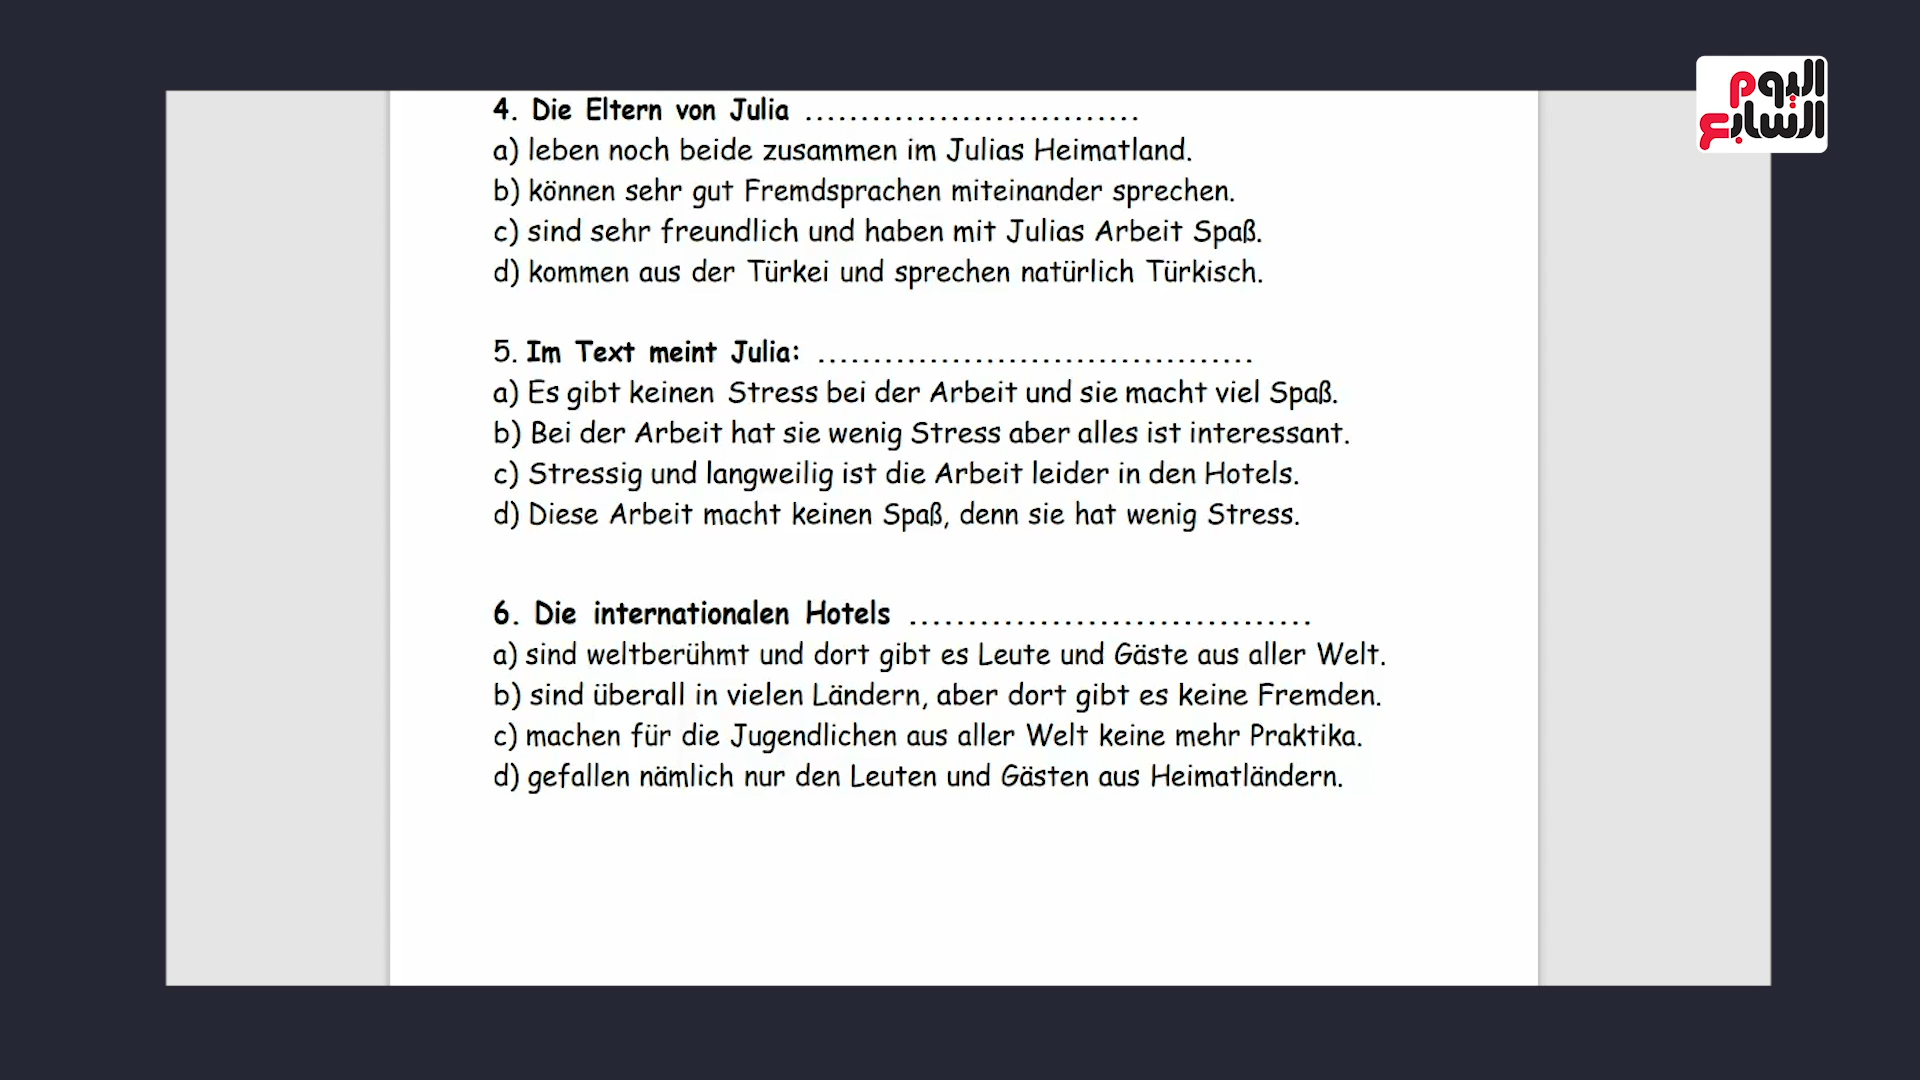 اليوم السابع
4. Die Eltern von Julia ..............................
a) leben noch beide zusammen im Julias Heimatland.
b) können sehr gut Fremdsprachen miteinander sprechen.
c) sind sehr freundlich und haben mit Julias Arbeit Spaß.
d) kommen aus der Türkei und sprechen natürlich Türkisch.
5. Im Text meint Julia: .......................................
a) Es gibt keinen Stress bei der Arbeit und sie macht viel Spaß.
b) Bei der Arbeit hat sie wenig Stress aber alles ist interessant.
c) Stressig und langweilig ist die Arbeit leider in den Hotels.
d) Diese Arbeit macht keinen Spaß, denn sie hat wenig Stress.
6. Die internationalen Hotels ..................................
a) sind weltberühmt und dort gibt es Leute und Gäste aus aller Welt.
b) sind überall in vielen Ländern, aber dort gibt es keine Fremden.
c) machen für die Jugendlichen aus aller Welt keine mehr Praktika.
d) gefallen nämlich nur den Leuten und Gästen aus Heimatländern.